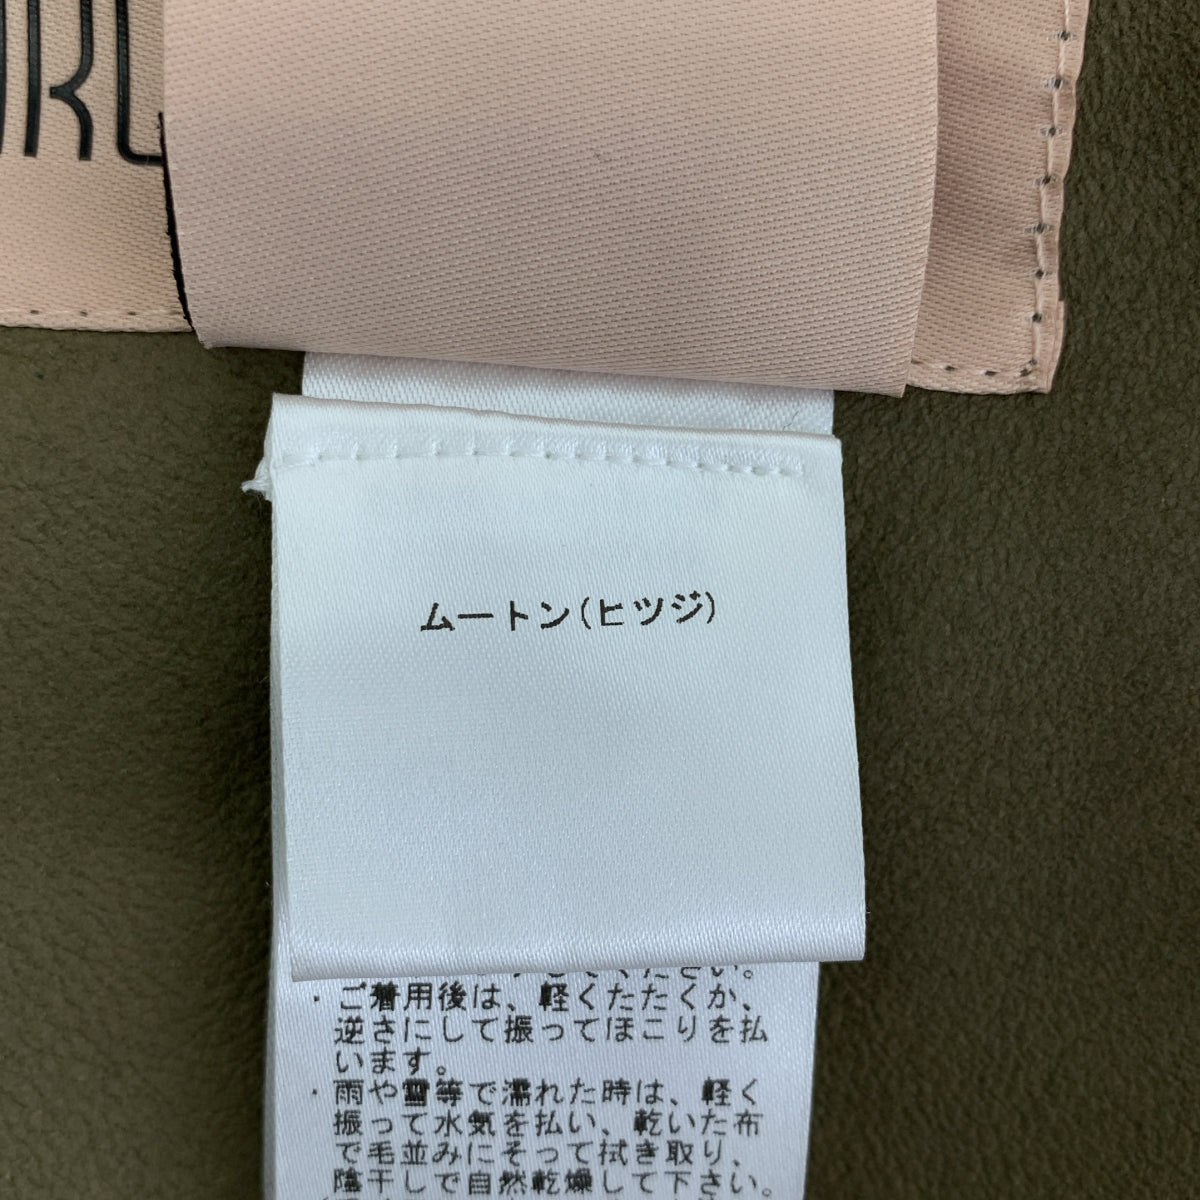 ムートン(ヒツジ)
ください。
・ご着用後は、軽くたたくか、
逆さにして振ってほこりを払
います。
・雨や雪等で濡れた時は、軽く
振って水気を払い、乾いた布
で毛並みにそって拭き取り、
陰干しで自然乾燥して下さい。